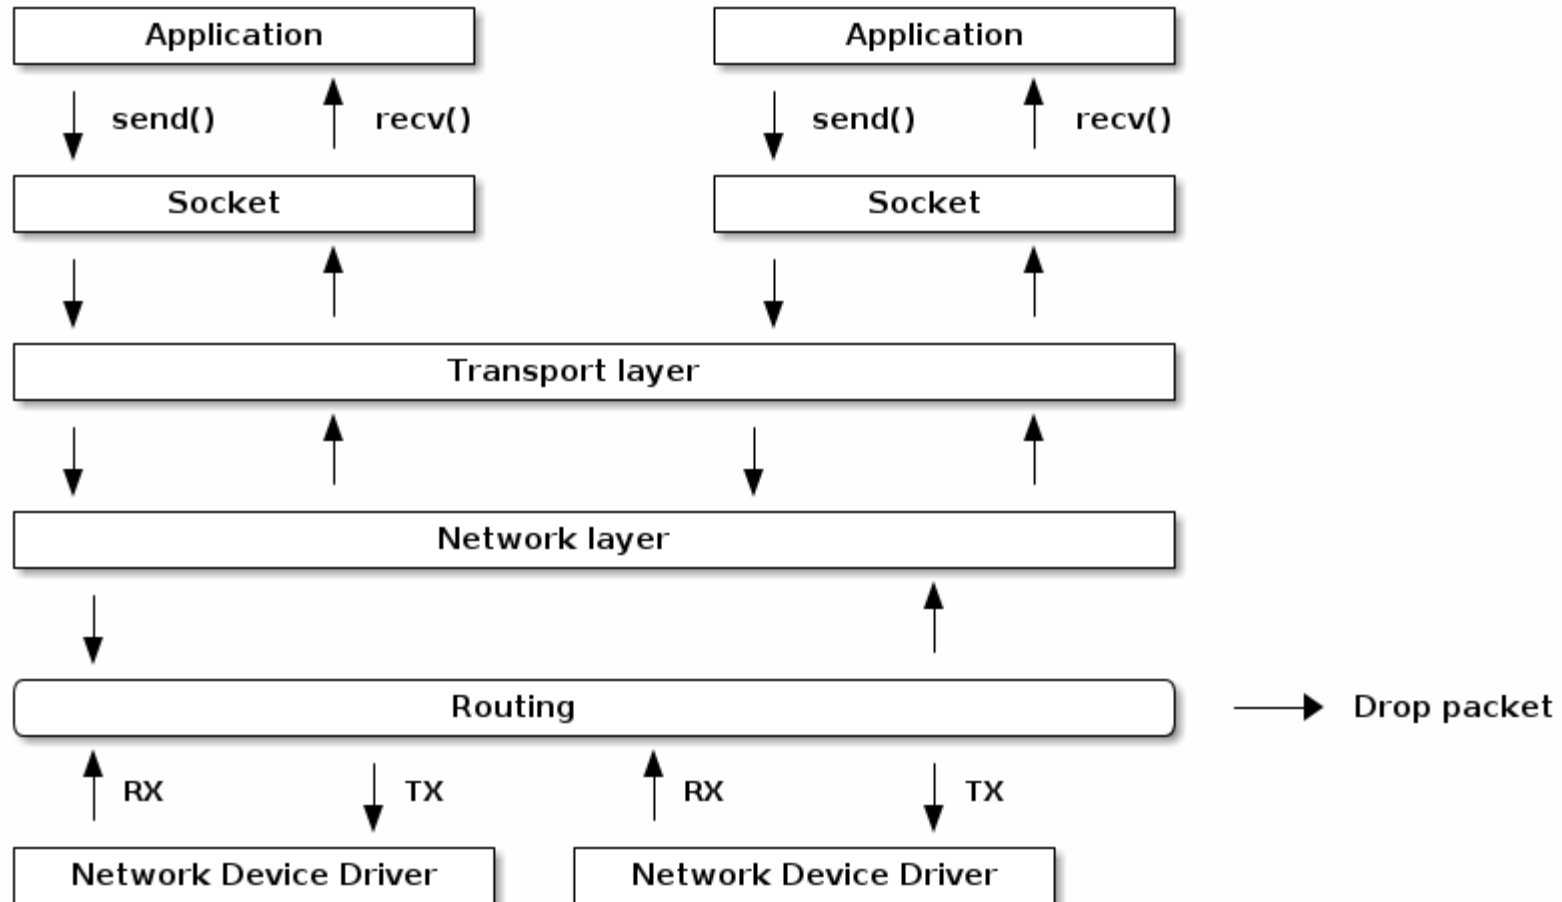 Application Application
send() recv() send() recv()
Socket Socket
Transport layer
Network layer
Routing Drop packet
RX TX RX TX
Network Device Driver Network Device Driver